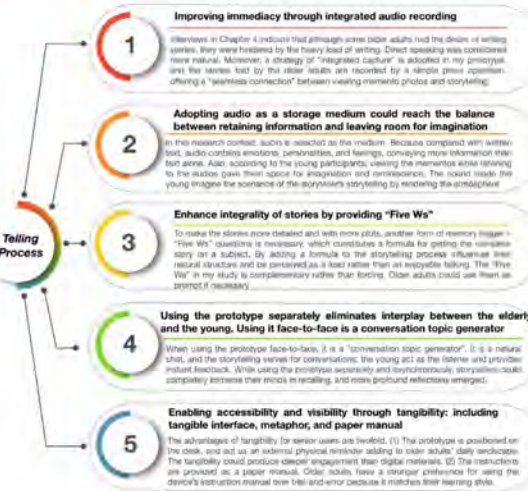 Improving immediacy through integrated audio recording
1
Interviews in Chapter 4 indicate that although some older adults had the desire of writing
stories, they were hindered by the heavy load of writing. Direct speaking was considered
more natural. Moreover, a strategy of "integrated capture" is adopted in my prototype,
and the stories told by the older adults are recorded by a simple press operation,
offering a "seamless connection" between viewing memento photos and storytelling.
Adopting audio as a storage medium could reach the balance
between retaining information and leaving room for imagination
2
In this research context, audio is selected as the medium. Because compared with written
text, audio contains emotions, personalities, and feelings, conveying more information than
text alone. Also, according to the young participants, viewing the mementos while listening
to the audios gave them space for imagination and reminiscence. The sound made the
young imagine the scenarios of the storyteller's storytelling by rendering the atmosphere
Enhance integrality of stories by providing "Five Ws"
Telling
Process
3
To make the stories more detailed and with more plots, another form of memory trigger
"Five Ws" questions is necessary, which constitutes a formula for getting the complete
story on a subject. By adding a formula to the storytelling process influences
natural structure and be perceived as a load rather than an enjoyable talking. The "Five
Ws" in my study is complementary rather than forcing. Older adults could use them as
prompt if necessary
Using the prototype separately eliminates interplay between the elderly
and the young. Using it face-to-face is a conversation topic generator
4
When using the prototype face-to-face, it is a "conversation topic generator". It is a natural
chat, and the storytelling serves for conversations; the young act as the listener and provides
instant feedback. While using the prototype separately and asynchronously, storytellers could
completely immerse their minds in recalling, and more profound reflections emerged.
Enabling accessibility and visibility through tangibility: including
tangible interface, metaphor, and paper manual
5
The advantages of tangibility for senior users are twofold. (1) The prototype is positioned on
the desk, and act as an external physical reminder adding to older adults' daily landscape.
The tangibility could produce deeper engagement than digital materials. (2) The instructions
are provided as a paper manual. Older adults have a stronger preference for using the
device's instruction manual over trial-and-error because it matches their learning style.